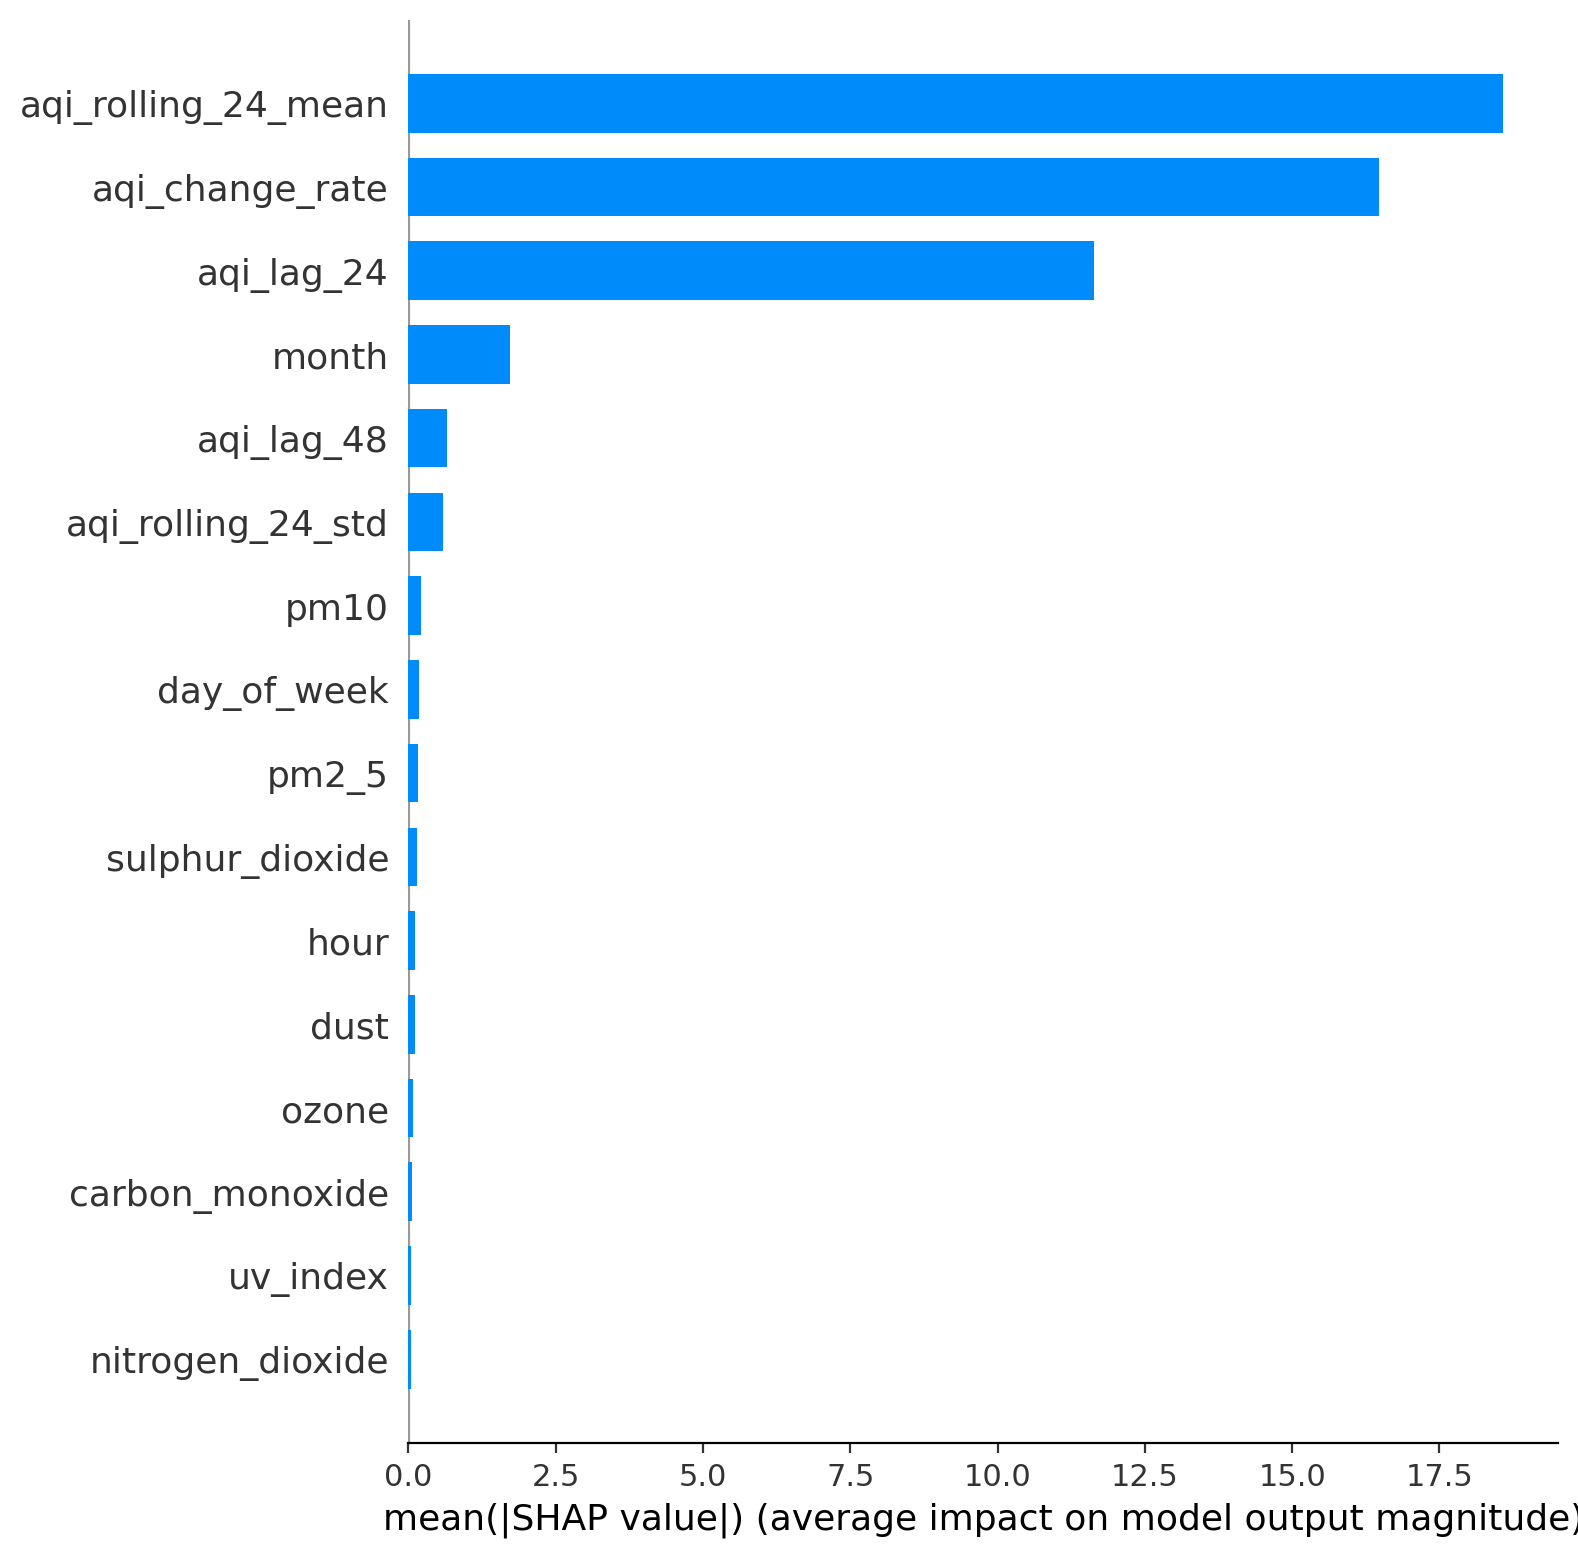 aqi_rolling_24_mean
aqi_change_rate
aqi_lag_24
month
aqi_lag_48
aqi_rolling_24_std
pm10
day_of_week
pm2_5
sulphur_dioxide
hour
dust
ozone
carbon_monoxide
uv_index
nitrogen_dioxide
0.0 2.5 5.0 7.5 10.0 12.5 15.0 17.5
mean(|SHAP value|) (average impact on model output magnitude)